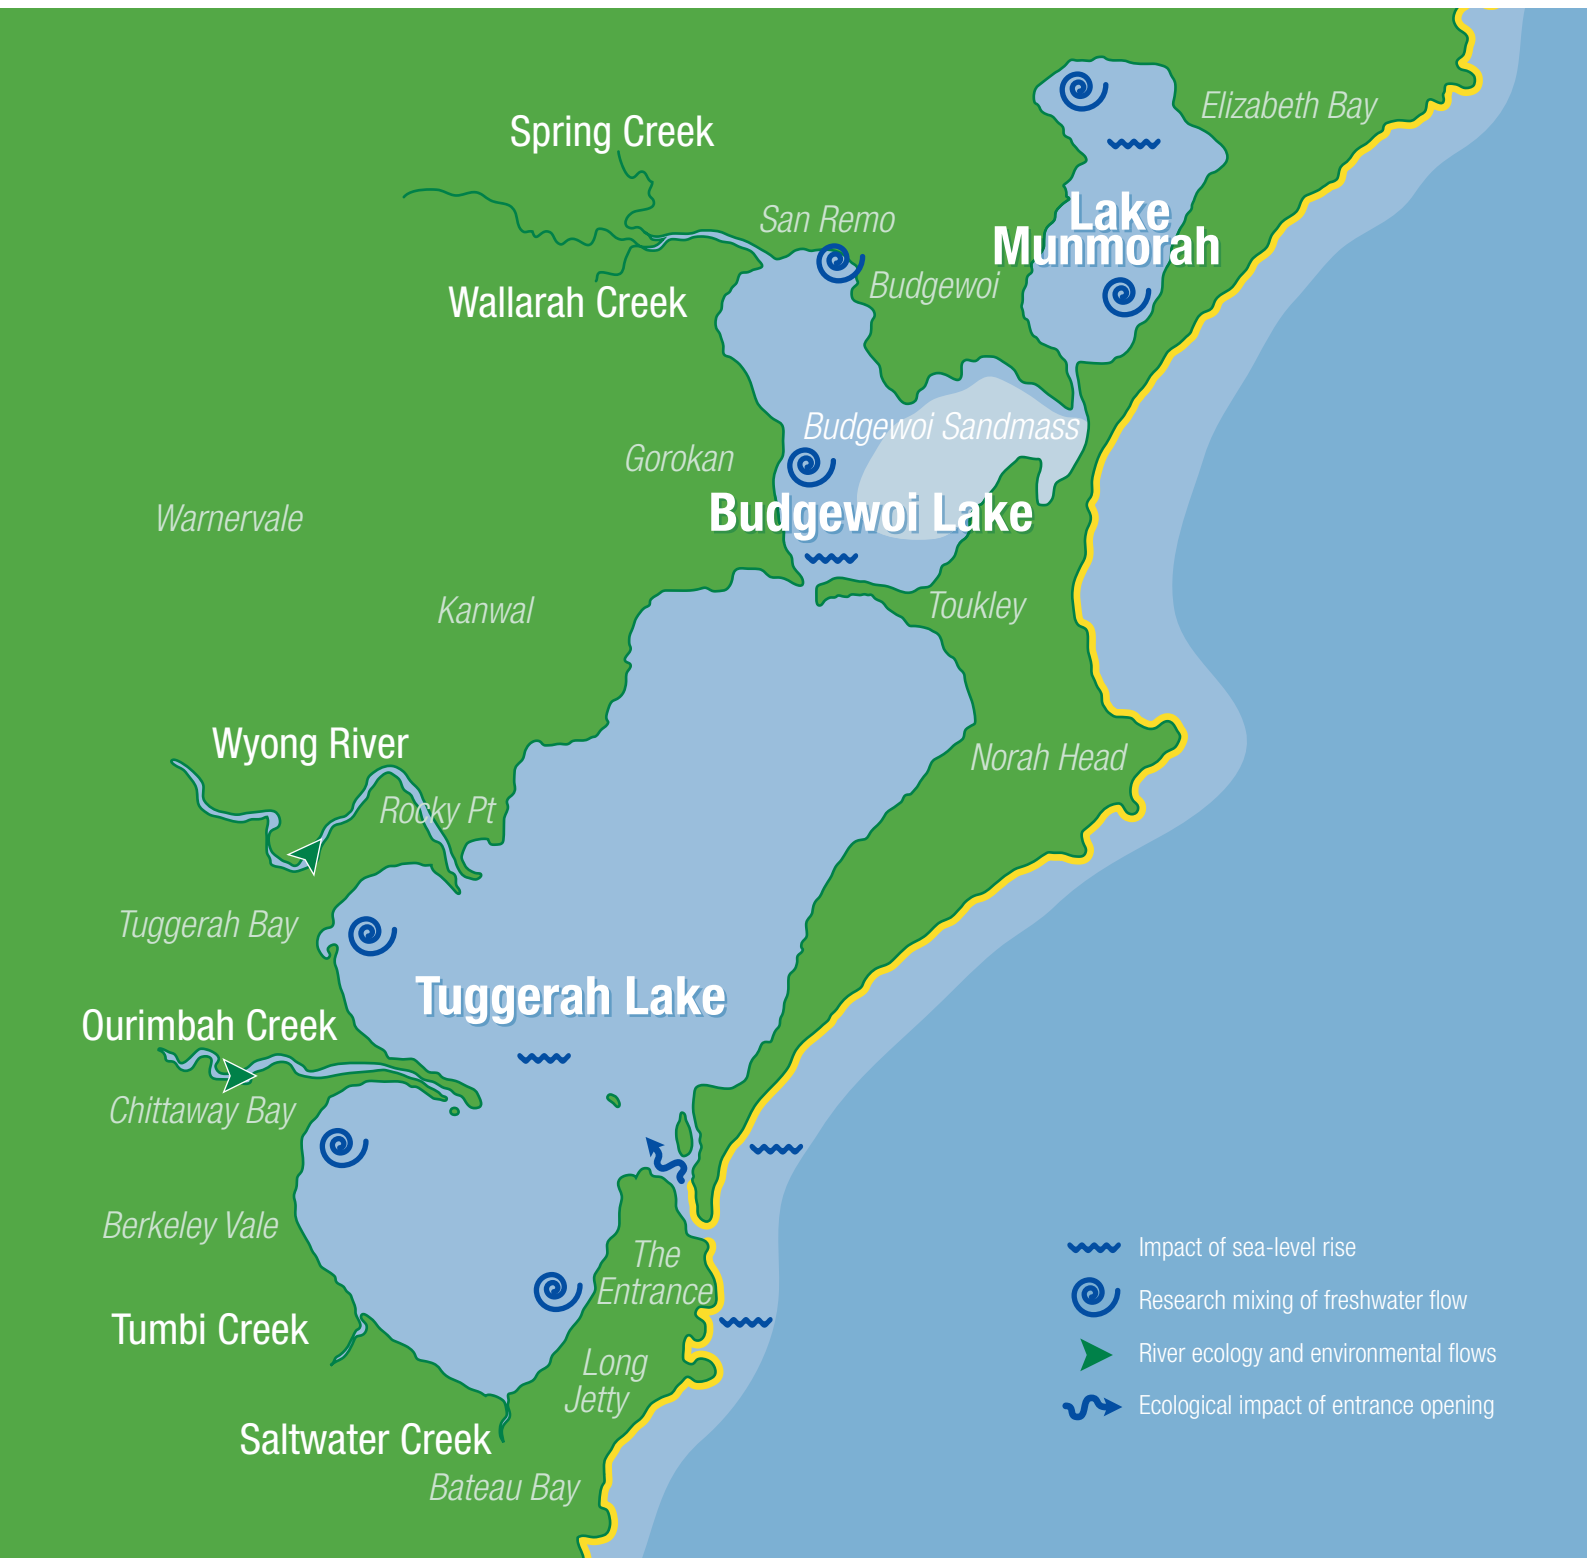 Elizabeth Bay
Spring Creek
San Remo
Lake
Munmorah
Budgewoi
Wallarah Creek
Budgewoi Sandmass
Gorokan
Budgewoi Lake
Warnervale
Kanwal
Toukley
Wyong River
Norah Head
Rocky Pt
Tuggerah Bay
Tuggerah Lake
Ourimbah Creek
Chittaway Bay
Berkeley Vale
The
Entrance
Tumbi Creek
Long
Jetty
Saltwater Creek
Bateau Bay
Impact of sea-level rise
Research mixing of freshwater flow
River ecology and environmental flows
Ecological impact of entrance opening